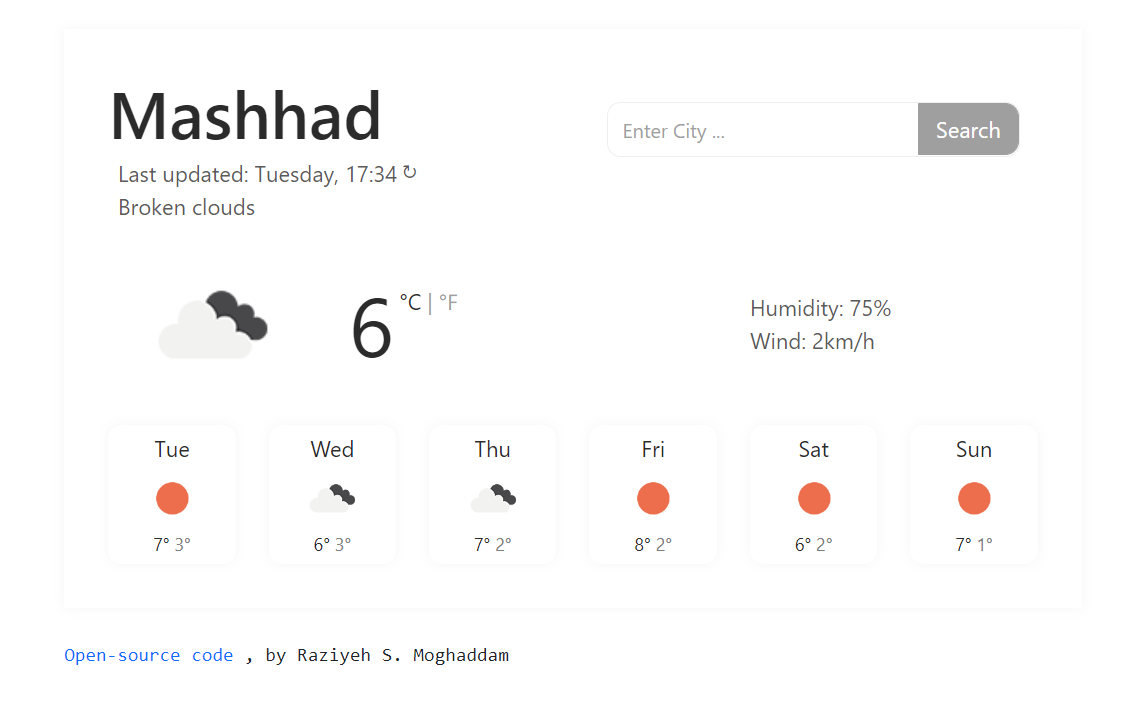 Mashhad
Last updated: Tuesday, 17:34 ↻
Broken clouds
Enter City ...
Search
6 °C | °F
Humidity: 75%
Wind: 2km/h
Tue
7° 3°
Wed
6° 3°
Thu
7° 2°
Fri
8° 2°
Sat
6° 2°
Sun
7° 1°
Open-source code , by Raziyeh S. Moghaddam